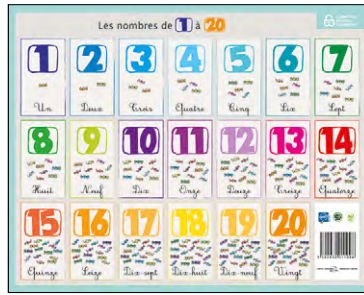 Les nombres de 1 à 20
1 2 3 4 5 6 7
Un Deux Trois Quatre Cinq Six Sept
8 9 10 11 12 13 14
Huit Neuf Dix Onze Douze Treize Quatorze
15 16 17 18 19 20
Quinze Seize Dix-sept Dix-huit Dix-neuf Vingt